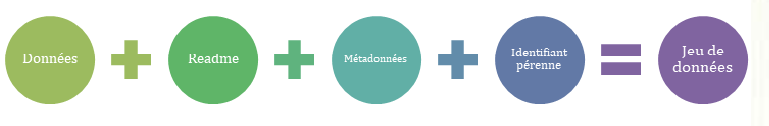 Données
Readme
Métadonnées
Identifiant
pérenne
Jeu de
données